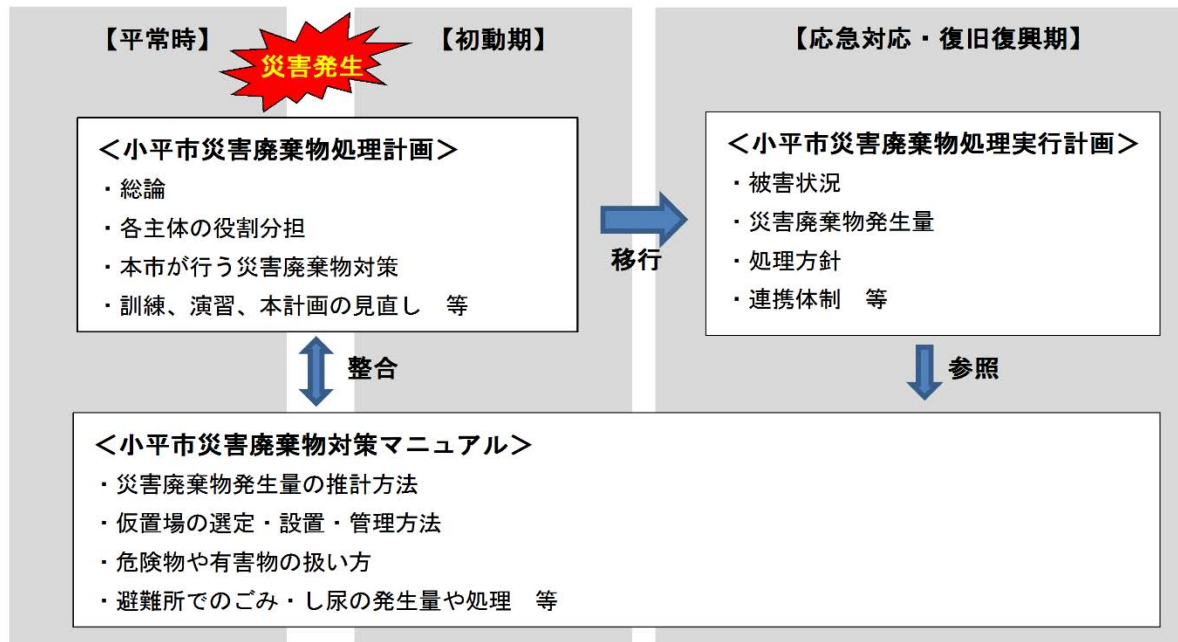 【平常時】
災害発生
【初動期】
【応急対応・復旧復興期】
＜小平市災害廃棄物処理計画＞
・総論
・各主体の役割分担
・本市が行う災害廃棄物対策
・訓練、演習、本計画の見直し　等
移行
＜小平市災害廃棄物処理実行計画＞
・被害状況
・災害廃棄物発生量
・処理方針
・連携体制　等
整合
参照
＜小平市災害廃棄物対策マニュアル＞
・災害廃棄物発生量の推計方法
・仮置場の選定・設置・管理方法
・危険物や有害物の扱い方
・避難所でのごみ・し尿の発生量や処理　等